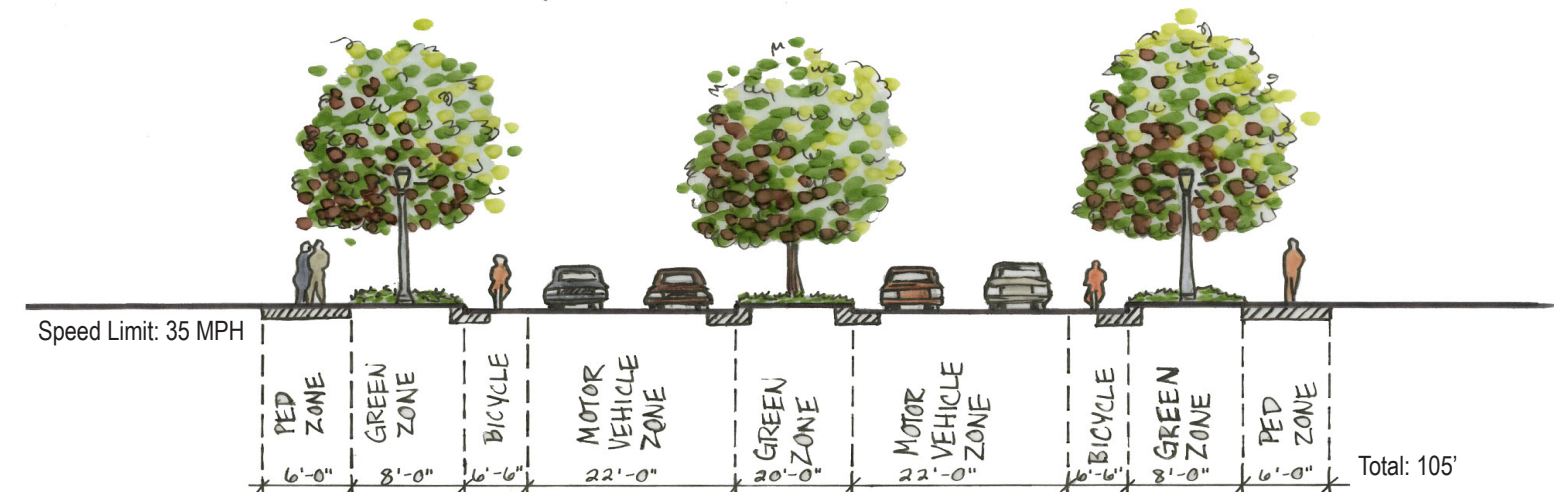 Speed Limit: 35 MPH
PED
ZONE
GREEN
ZONE
BICYCLE
MOTOR
VEHICLE
ZONE
GREEN
ZONE
MOTOR
VEHICLE
ZONE
BICYCLE
GREEN
ZONE
PED
ZONE
6'-0"
8'-0"
6'-6"
22'-0"
20'-0"
22'-0"
6'-6"
8'-0"
6'-0"
Total: 105'